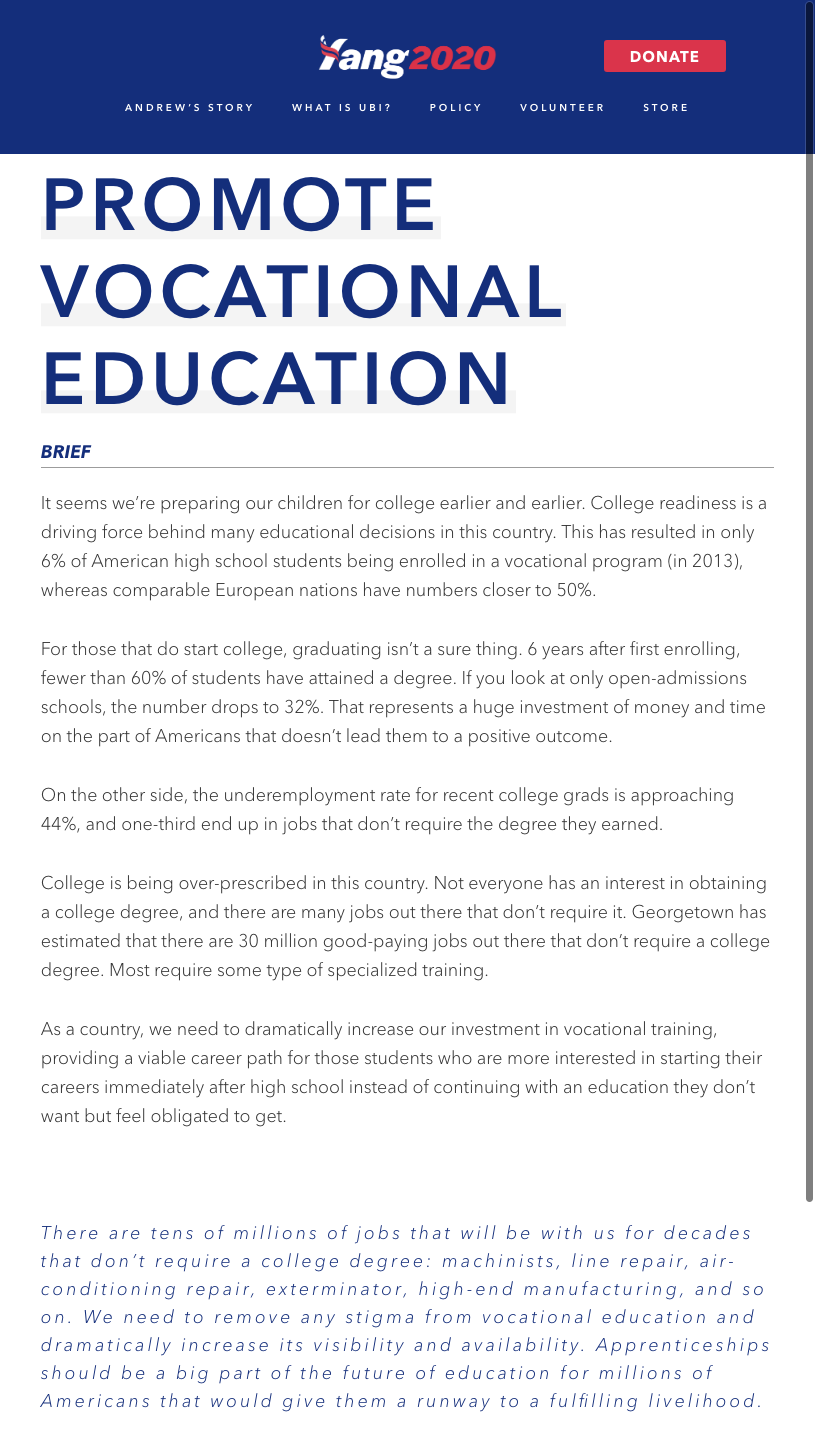 Yang2020
DONATE
ANDREW'S STORY WHAT IS UBI? POLICY VOLUNTEER STORE
PROMOTE
VOCATIONAL
EDUCATION
BRIEF
It seems we’re preparing our children for college earlier and earlier. College readiness is a
driving force behind many educational decisions in this country. This has resulted in only
6% of American high school students being enrolled in a vocational program (in 2013),
whereas comparable European nations have numbers closer to 50%.
For those that do start college, graduating isn’t a sure thing. 6 years after first enrolling,
fewer than 60% of students have attained a degree. If you look at only open-admissions
schools, the number drops to 32%. That represents a huge investment of money and time
on the part of Americans that doesn’t lead them to a positive outcome.
On the other side, the underemployment rate for recent college grads is approaching
44%, and one-third end up in jobs that don’t require the degree they earned.
College is being over-prescribed in this country. Not everyone has an interest in obtaining
a college degree, and there are many jobs out there that don’t require it. Georgetown has
estimated that there are 30 million good-paying jobs out there that don’t require a college
degree. Most require some type of specialized training.
As a country, we need to dramatically increase our investment in vocational training,
providing a viable career path for those students who are more interested in starting their
careers immediately after high school instead of continuing with an education they don’t
want but feel obligated to get.
There are tens of millions of jobs that will be with us for decades
that don’t require a college degree: machinists, line repair, air-
conditioning repair, exterminator, high-end manufacturing, and so
on. We need to remove any stigma from vocational education and
dramatically increase its visibility and availability. Apprenticeships
should be a big part of the future of education for millions of
Americans that would give them a runway to a fulfilling livelihood.